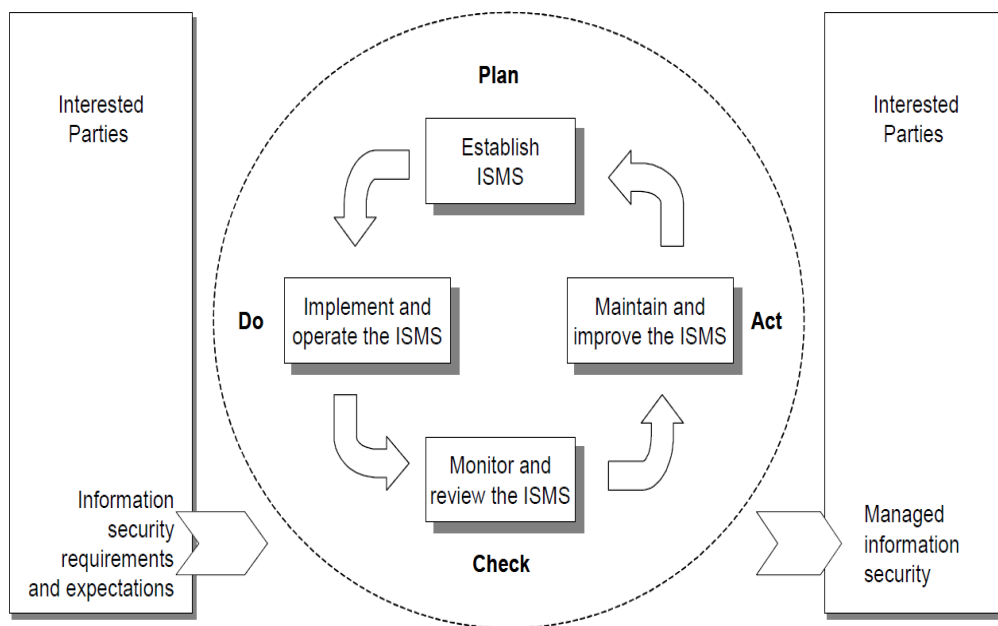 Interested
Parties
Information
security
requirements
and expectations
Plan
Establish
ISMS
Do
Implement and
operate the ISMS
Maintain and
improve the ISMS
Act
Monitor and
review the ISMS
Check
Interested
Parties
Managed
information
security